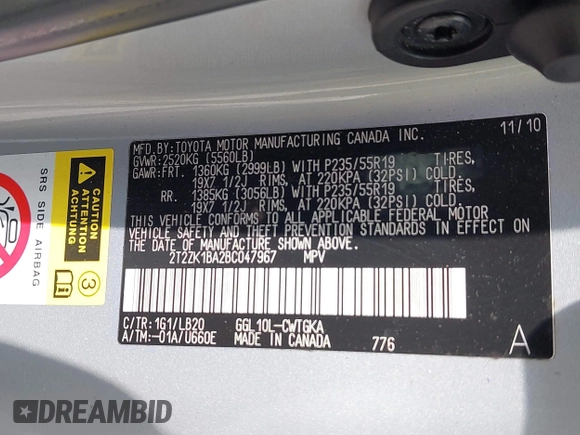 MFD.BY:TOYOTA MOTOR MANUFACTURING CANADA INC. 11/10
GVWR:2520KG (5560LB)
GAWR:FRT. 1360KG (2999LB) WITH P235/55R19 TIRES,
19X7 1/2J RIMS, AT 220KPA (32PSI) COLD.
RR. 1385KG (3056LB) WITH P235/55R19 TIRES,
19X7 1/2J RIMS, AT 220KPA (32PSI) COLD.
THIS VEHICLE CONFORMS TO ALL APPLICABLE FEDERAL MOTOR
VEHICLE SAFETY AND THEFT PREVENTION STANDARDS IN EFFECT ON
THE DATE OF MANUFACTURE SHOWN ABOVE.
2T2ZK1BA2BC047967 MPV
C/TR:1G1/LB20 GGL10L-CWTGKA
A/TM:-01A/U660E MADE IN CANADA 776 A
SRS SIDE AIRBAG
CAUTION
ATTENTION
ACHTUNG
3
DREAMBID